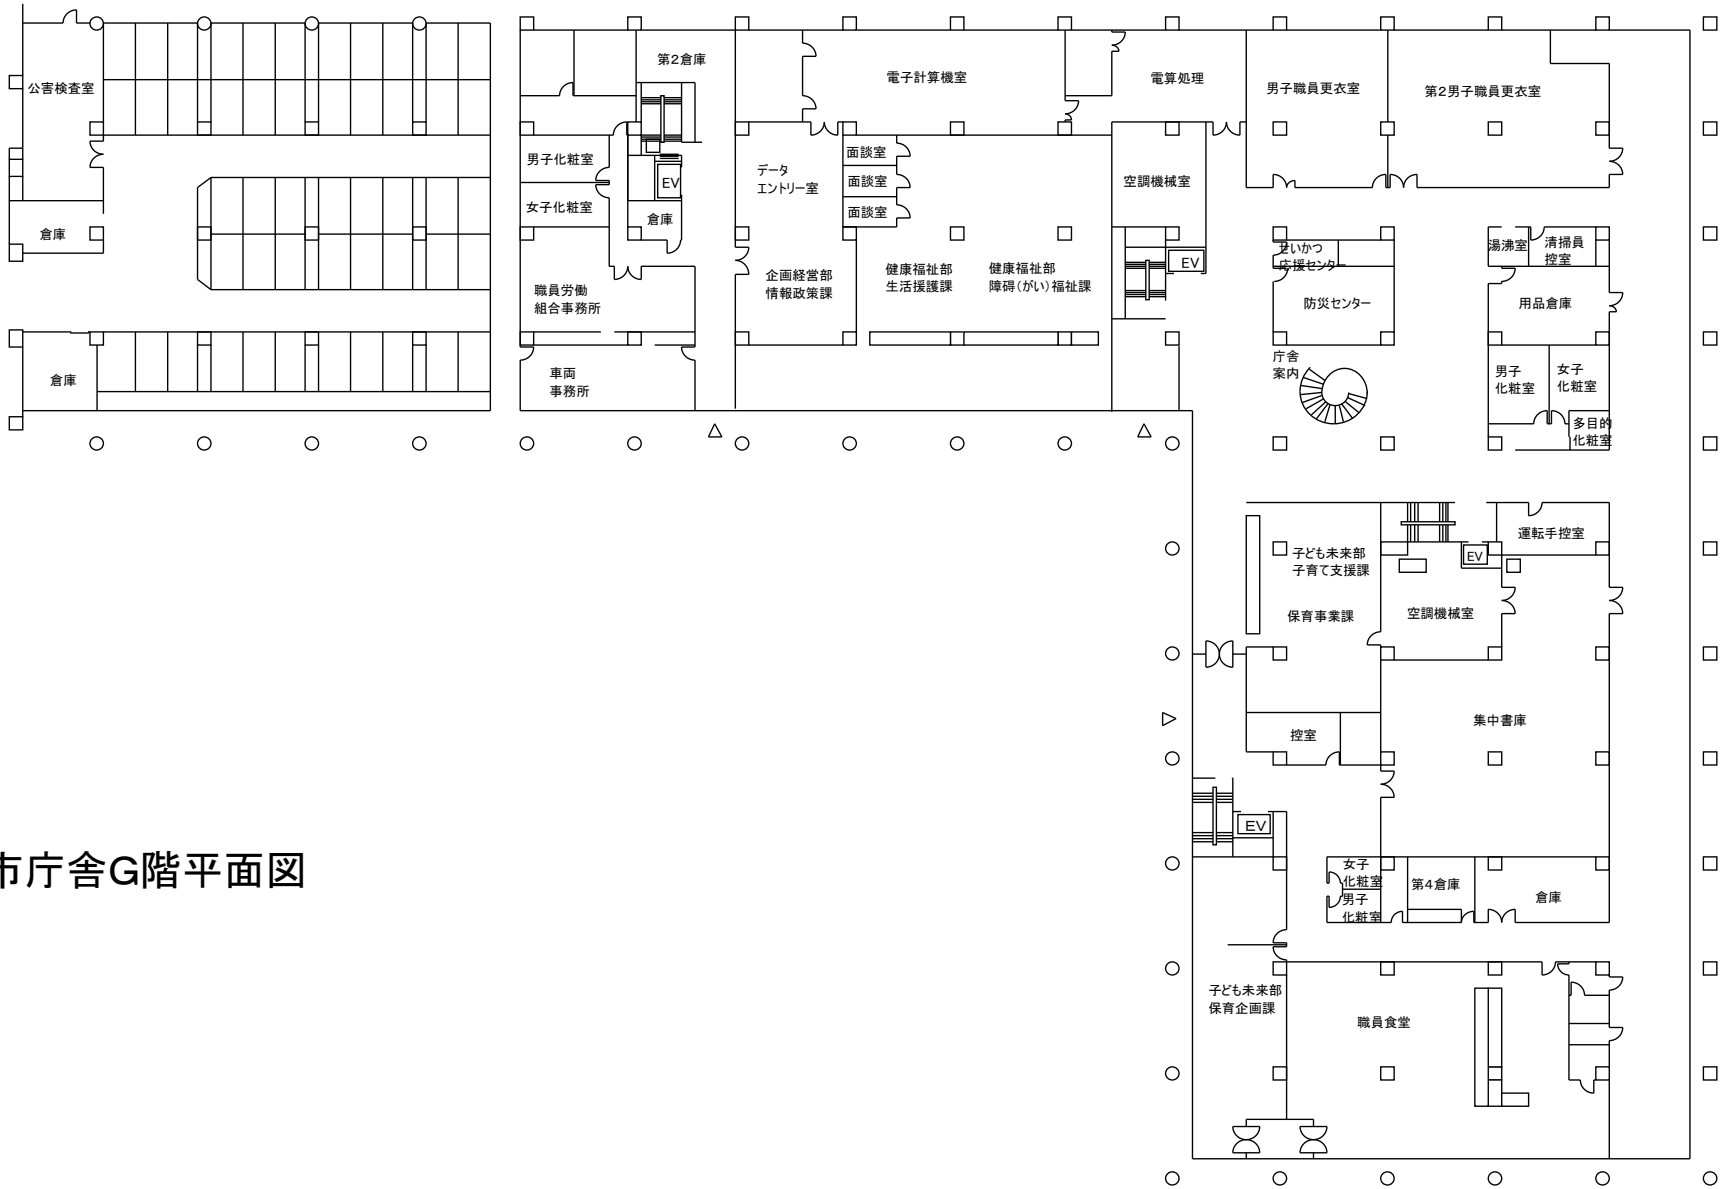 公害検査室
倉庫
倉庫
第2倉庫
男子化粧室
女子化粧室
EV
倉庫
職員労働
組合事務所
車両
事務所
電子計算機室
データ
エントリー室
面談室
面談室
面談室
企画経営部
情報政策課
健康福祉部
生活援護課
健康福祉部
障碍(がい)福祉課
電算処理
空調機械室
EV
男子職員更衣室
第2男子職員更衣室
せいかつ
応援センター
防災センター
庁舎
案内
湯沸室
清掃員
控室
用品倉庫
男子
化粧室
女子
化粧室
多目的
化粧室
運転手控室
EV
子ども未来部
子育て支援課
保育事業課
空調機械室
集中書庫
控室
EV
女子
化粧室
男子
化粧室
第4倉庫
倉庫
子ども未来部
保育企画課
職員食堂
市庁舎G階平面図